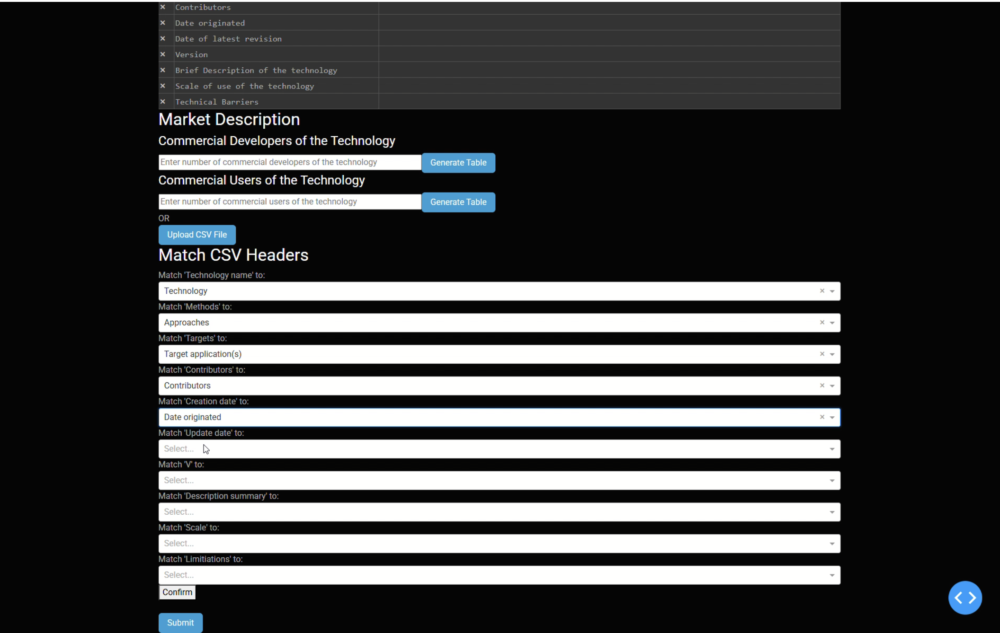 × Contributors
× Date originated
× Date of latest revision
× Version
× Brief Description of the technology
× Scale of use of the technology
× Technical Barriers
Market Description
Commercial Developers of the Technology
Enter number of commercial developers of the technology Generate Table
Commercial Users of the Technology
Enter number of commercial users of the technology Generate Table
OR
Upload CSV File
Match CSV Headers
Match 'Technology name' to:
Technology ×
Match 'Methods' to:
Approaches ×
Match 'Targets' to:
Target application(s) ×
Match 'Contributors' to:
Contributors ×
Match 'Creation date' to:
Date originated ×
Match 'Update date' to:
Select...
Match 'V' to:
Select...
Match 'Description summary' to:
Select...
Match 'Scale' to:
Select...
Match 'Limitiations' to:
Select...
Confirm
Submit